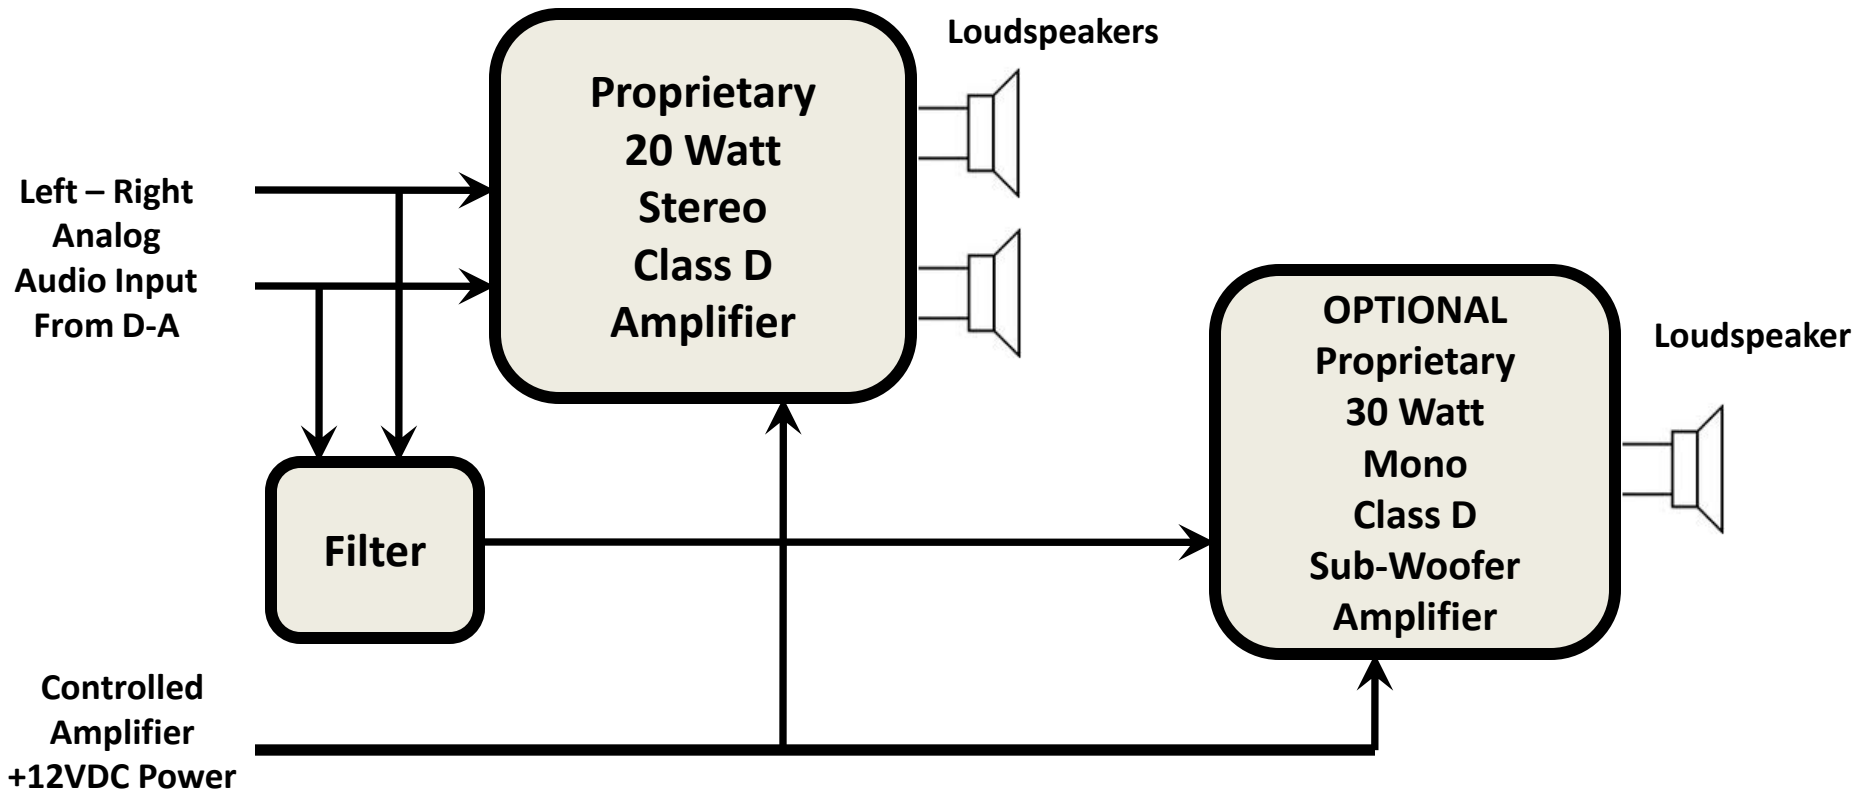 Loudspeakers
Proprietary
20 Watt
Stereo
Class D
Amplifier
Left – Right
Analog
Audio Input
From D-A
OPTIONAL
Proprietary
30 Watt
Mono
Class D
Sub-Woofer
Amplifier
Loudspeaker
Filter
Controlled
Amplifier
+12VDC Power